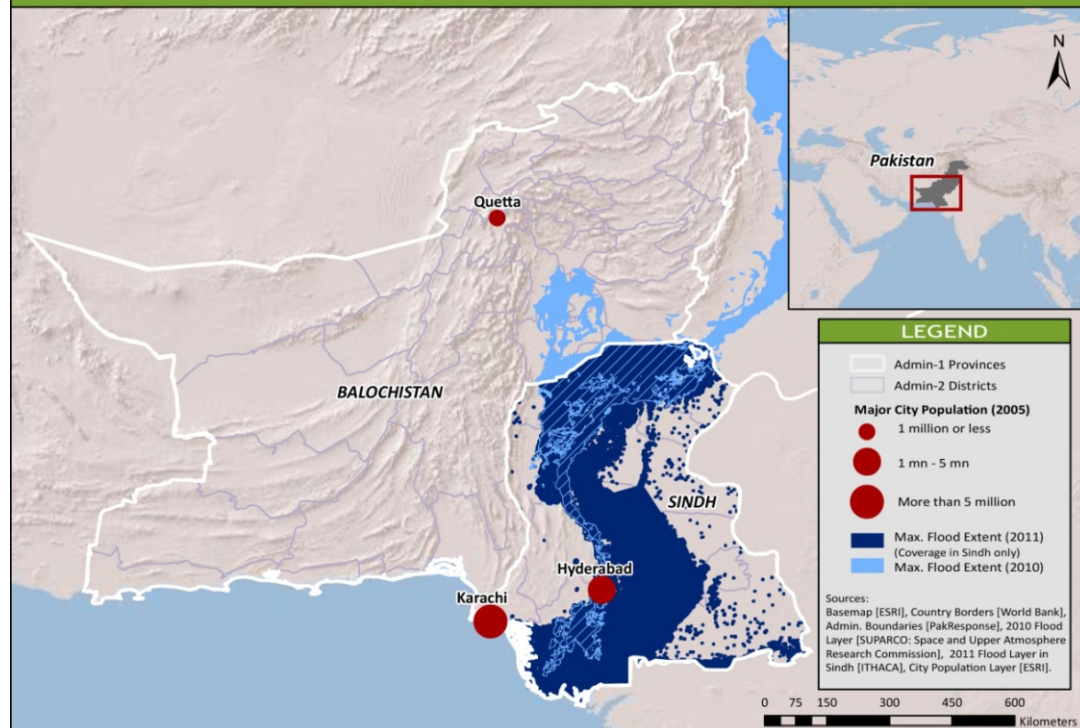 N
Pakistan
Quetta
BALOCHISTAN
SINDH
Hyderabad
Karachi
LEGEND
Admin-1 Provinces
Admin-2 Districts
Major City Population (2005)
1 million or less
1 mn - 5 mn
More than 5 million
Max. Flood Extent (2011)
(Coverage in Sindh only)
Max. Flood Extent (2010)
Sources:
Basemap [ESRI], Country Borders [World Bank],
Admin. Boundaries [PakResponse], 2010 Flood
Layer [SUPARCO: Space and Upper Atmosphere
Research Commission], 2011 Flood Layer in
Sindh [ITHACA], City Population Layer [ESRI].
0 75 150 300 450 600
Kilometers